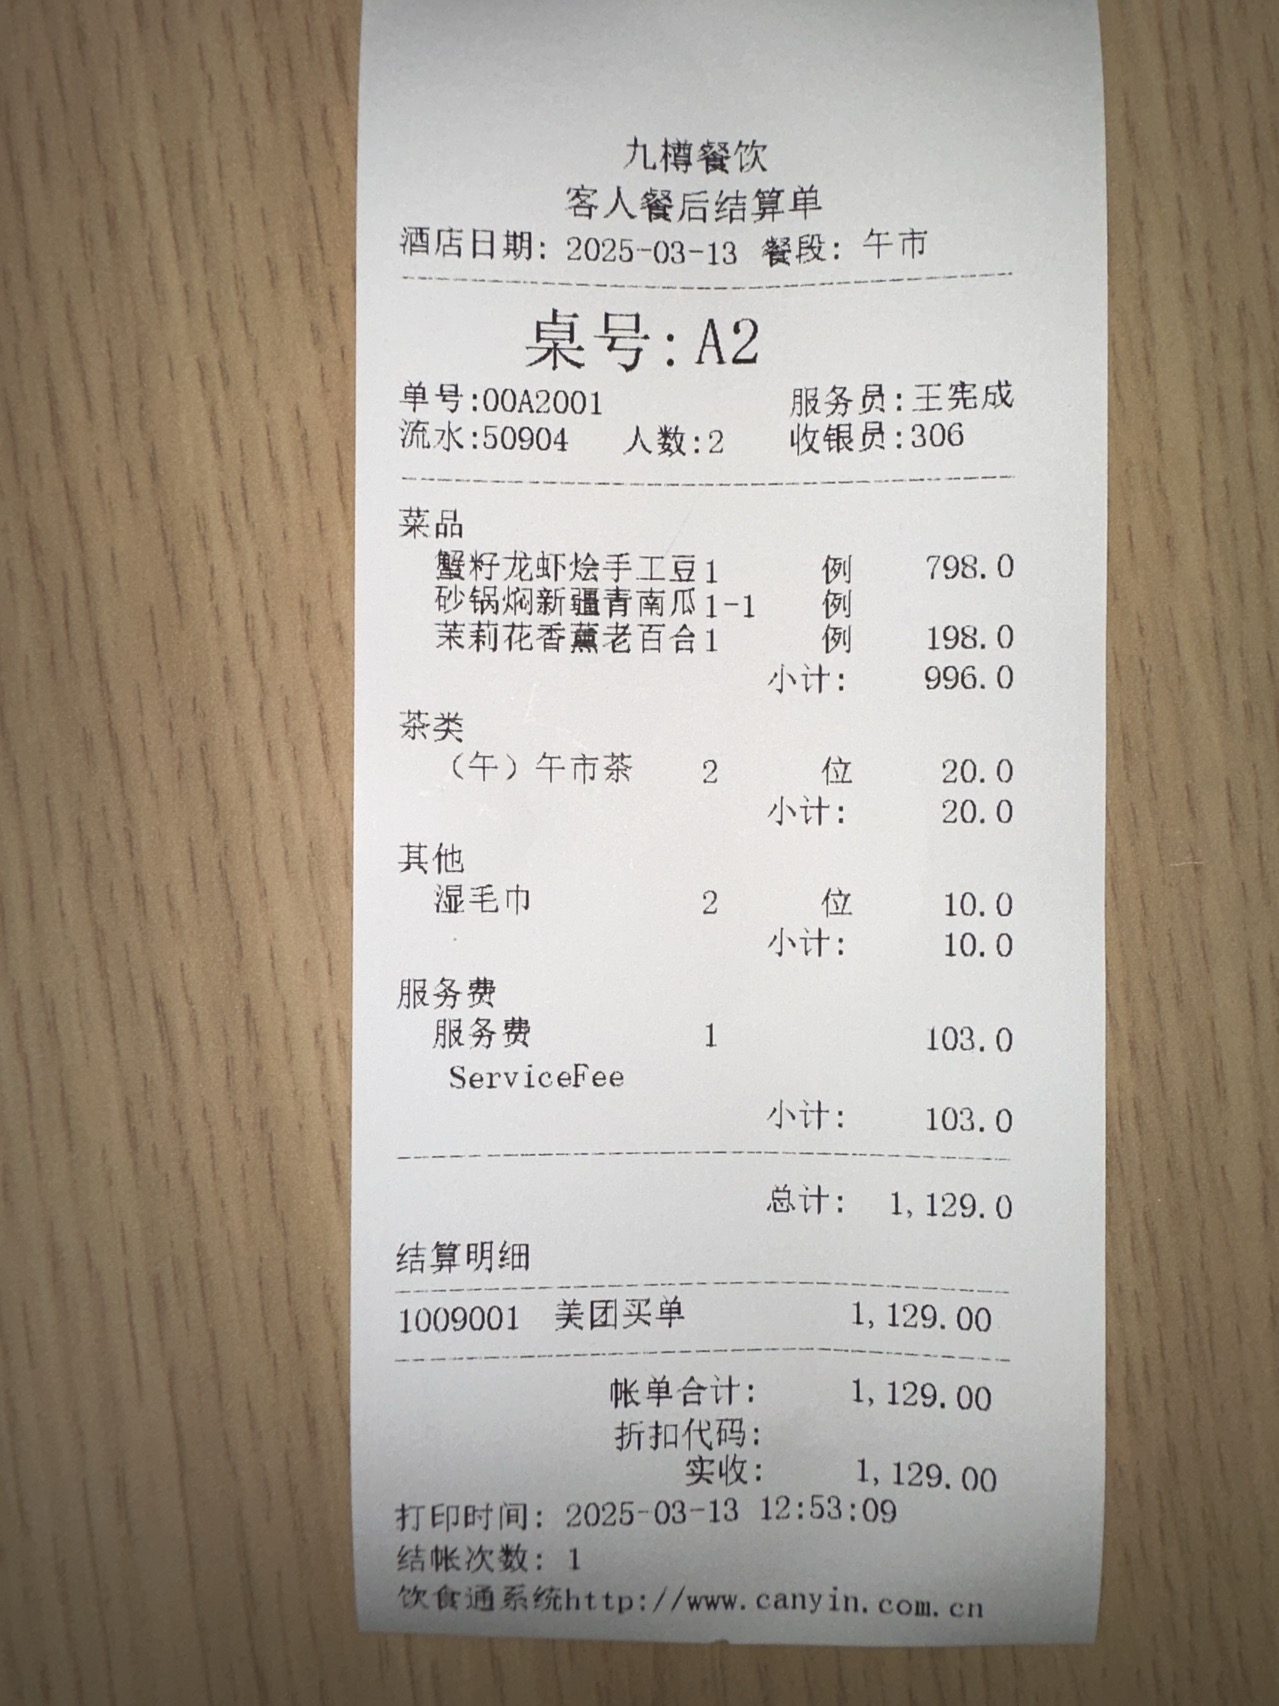 九樽餐饮
客人餐后结算单
酒店日期: 2025-03-13 餐段: 午市
桌号: A2
单号:00A2001 服务员:王宪成
流水:50904 人数:2 收银员:306
菜品
蟹籽龙虾烩手工豆1 例 798.0
砂锅焖新疆青南瓜1-1 例
茉莉花香薰老百合1 例 198.0
小计: 996.0
茶类
（午）午市茶 2 位 20.0
小计: 20.0
其他
湿毛巾 2 位 10.0
小计: 10.0
服务费
服务费 1 103.0
ServiceFee
小计: 103.0
总计: 1,129.0
结算明细
1009001 美团买单 1,129.00
帐单合计: 1,129.00
折扣代码:
实收: 1,129.00
打印时间: 2025-03-13 12:53:09
结帐次数: 1
饮食通系统http://www.canyin.com.cn